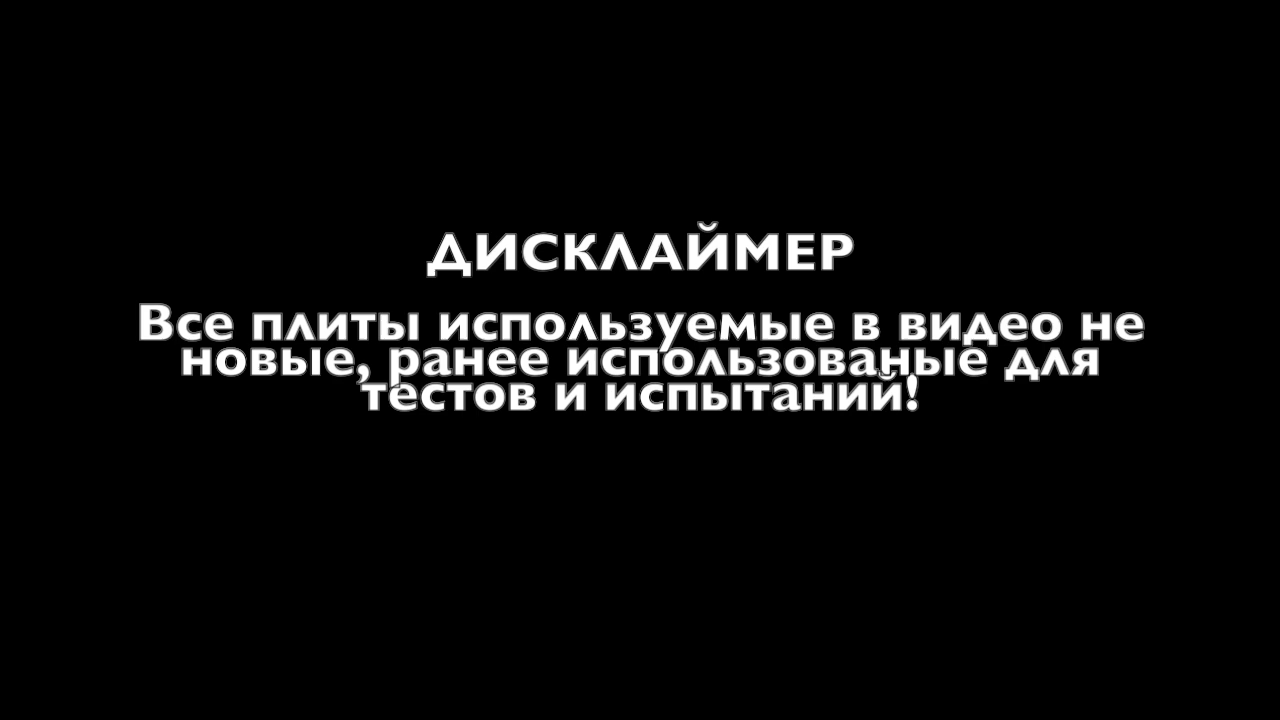 ДИСКЛАЙМЕР
Все плиты используемые в видео не
новые, ранее использованые для
тестов и испытаний!